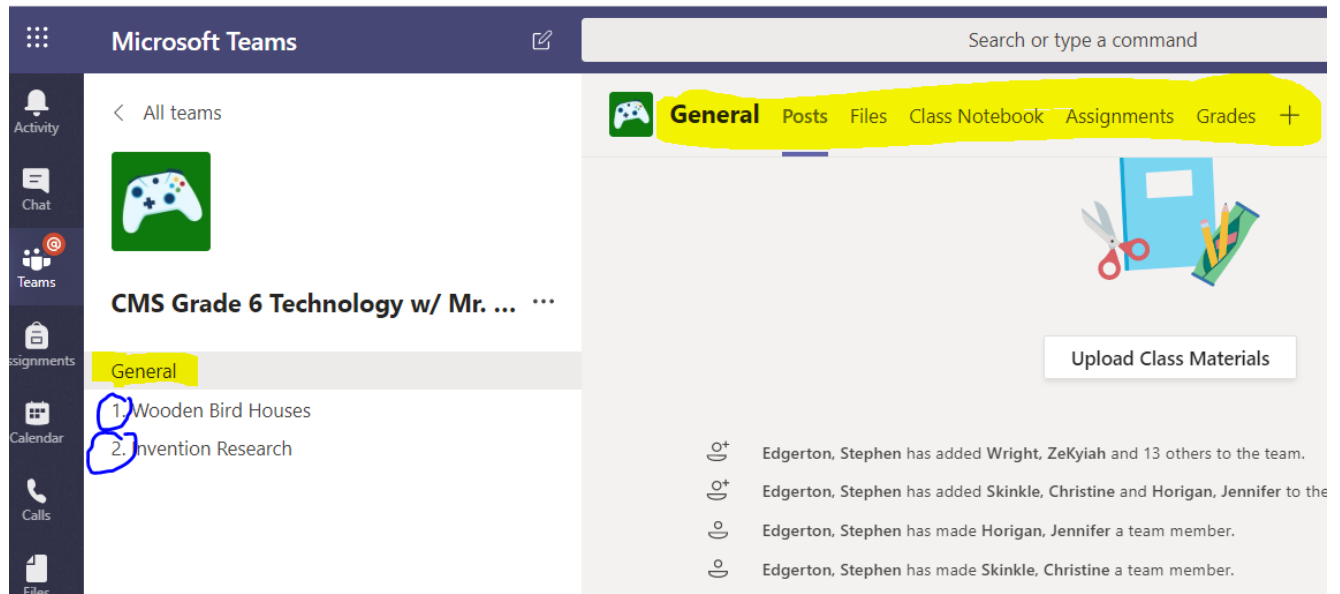 Microsoft Teams
Search or type a command
Activity
Chat
@
Teams
ssignments
Calendar
Calls
Files
All teams
CMS Grade 6 Technology w/ Mr. ... ...
General
1. Wooden Bird Houses
2. Invention Research
General Posts Files Class Notebook Assignments Grades +
Upload Class Materials
Edgerton, Stephen has added Wright, ZeKyiah and 13 others to the team.
Edgerton, Stephen has added Skinkle, Christine and Horigan, Jennifer to the
Edgerton, Stephen has made Horigan, Jennifer a team member.
Edgerton, Stephen has made Skinkle, Christine a team member.